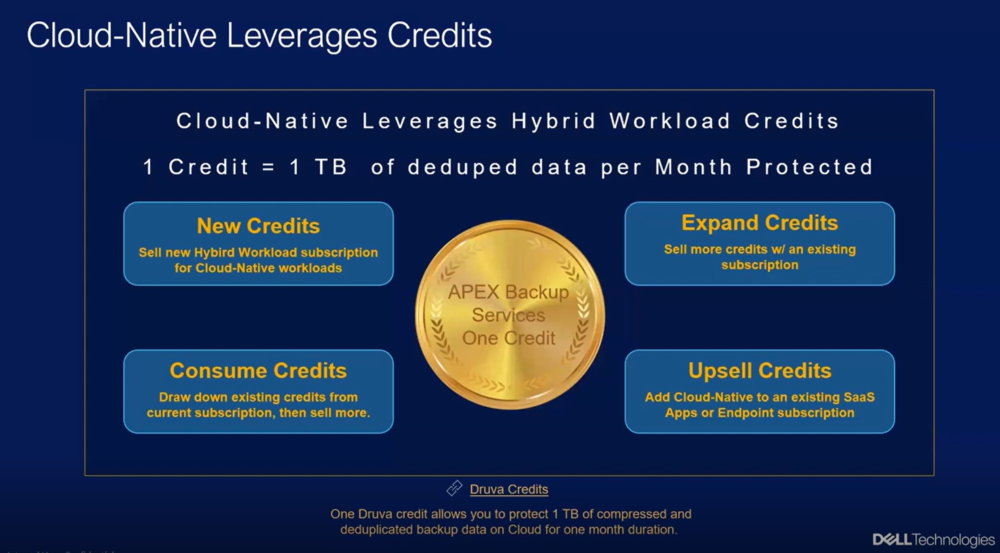 Cloud-Native Leverages Credits
Cloud-Native Leverages Hybrid Workload Credits
1 Credit = 1 TB of deduped data per Month Protected
New Credits
Sell new Hybird Workload subscription
for Cloud-Native workloads
Expand Credits
Sell more credits w/ an existing
subscription
APEX Backup
Services
One Credit
Consume Credits
Draw down existing credits from
current subscription, then sell more.
Upsell Credits
Add Cloud-Native to an existing SaaS
Apps or Endpoint subscription
Druva Credits
One Druva credit allows you to protect 1 TB of compressed and
deduplicated backup data on Cloud for one month duration.
DELL Technologies